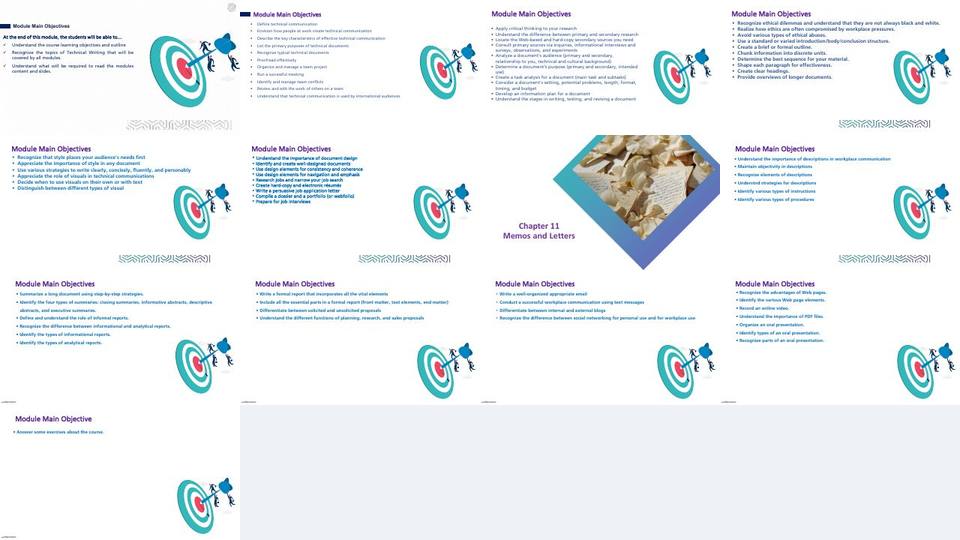 Module Main Objectives
At the end of this module, the students will be able to...
✓ Understand the course learning objectives and outline
✓ Recognize the topics of Technical Writing that will be
covered by all modules.
✓ Understand what will be required to read the modules
content and slides.
Module Main Objectives
• Define technical communication
• Envision how people at work create technical communication
• Describe the key characteristics of effective technical communication
• List the primary purposes of technical documents
• Recognize typical technical documents
• Proofread effectively
• Organize and manage a team project
• Run a successful meeting
• Identify and manage team conflicts
• Review and edit the work of others on a team
• Understand that technical communication is used by international audiences
Module Main Objectives
• Apply critical thinking to your research
• Understand the difference between primary and secondary research
• Locate the Web-based and hard copy secondary sources you need
• Consult primary sources via inquiries, informational interviews and
surveys, observations, and experiments
• Analyze a document's audience (primary and secondary,
relationship to you, technical and cultural background)
• Determine a document's purpose (primary and secondary, intended
use)
• Create a task analysis for a document (main task and subtasks)
• Consider a document's setting, potential problems, length, format,
timing, and budget
• Develop an information plan for a document
• Understand the stages in writing, testing, and revising a document
Module Main Objectives
• Recognize ethical dilemmas and understand that they are not always black and white.
• Realize how ethics are often compromised by workplace pressures.
• Avoid various types of ethical abuses.
• Use a standard or varied introduction/body/conclusion structure.
• Create a brief or formal outline.
• Chunk information into discrete units.
• Determine the best sequence for your material.
• Shape each paragraph for effectiveness.
• Create clear headings.
• Provide overviews of longer documents.
Module Main Objectives
• Recognize that style places your audience's needs first
• Appreciate the importance of style in any document
• Use various strategies to write clearly, concisely, fluently, and personably
• Appreciate the role of visuals in technical communication
• Decide when to use visuals on their own or with text
• Distinguish between different types of visual
Module Main Objectives
• Understand the importance of document design
• Identify and create well-designed documents
• Use design elements for consistency and coherence
• Use design elements for navigation and emphasis
• Research jobs and narrow your job search
• Create hard-copy and electronic résumés
• Write a persuasive job application letter
• Compile a dossier and a portfolio (or webfolio)
• Prepare for job interviews
Chapter 11
Memos and Letters
Module Main Objectives
• Understand the importance of descriptions in workplace communication
• Maintain objectivity in descriptions
• Recognize elements of descriptions
• Understand strategies for descriptions
• Identify various types of instructions
• Identify various types of procedures
Module Main Objectives
• Summarize a long document using step-by-step strategies.
• Identify the four types of summaries: closing summaries, informative abstracts, descriptive
abstracts, and executive summaries.
• Define and understand the role of informal reports.
• Recognize the difference between informational and analytical reports.
• Identify the types of informational reports.
• Identify the types of analytical reports.
Module Main Objectives
• Write a formal report that incorporates all the vital elements
• Include all the essential parts in a formal report (front matter, text elements, end matter)
• Differentiate between solicited and unsolicited proposals
• Understand the different functions of planning, research, and sales proposals
Module Main Objectives
• Write a well-organized appropriate email
• Conduct a successful workplace communication using text messages
• Differentiate between internal and external blogs
• Recognize the difference between social networking for personal use and for workplace use
Module Main Objectives
• Recognize the advantages of Web pages.
• Identify the various Web page elements.
• Record an online video.
• Understand the importance of PDF files.
• Organize an oral presentation.
• Identify types of an oral presentation.
• Recognize parts of an oral presentation.
Module Main Objective
• Answer some exercises about the course.